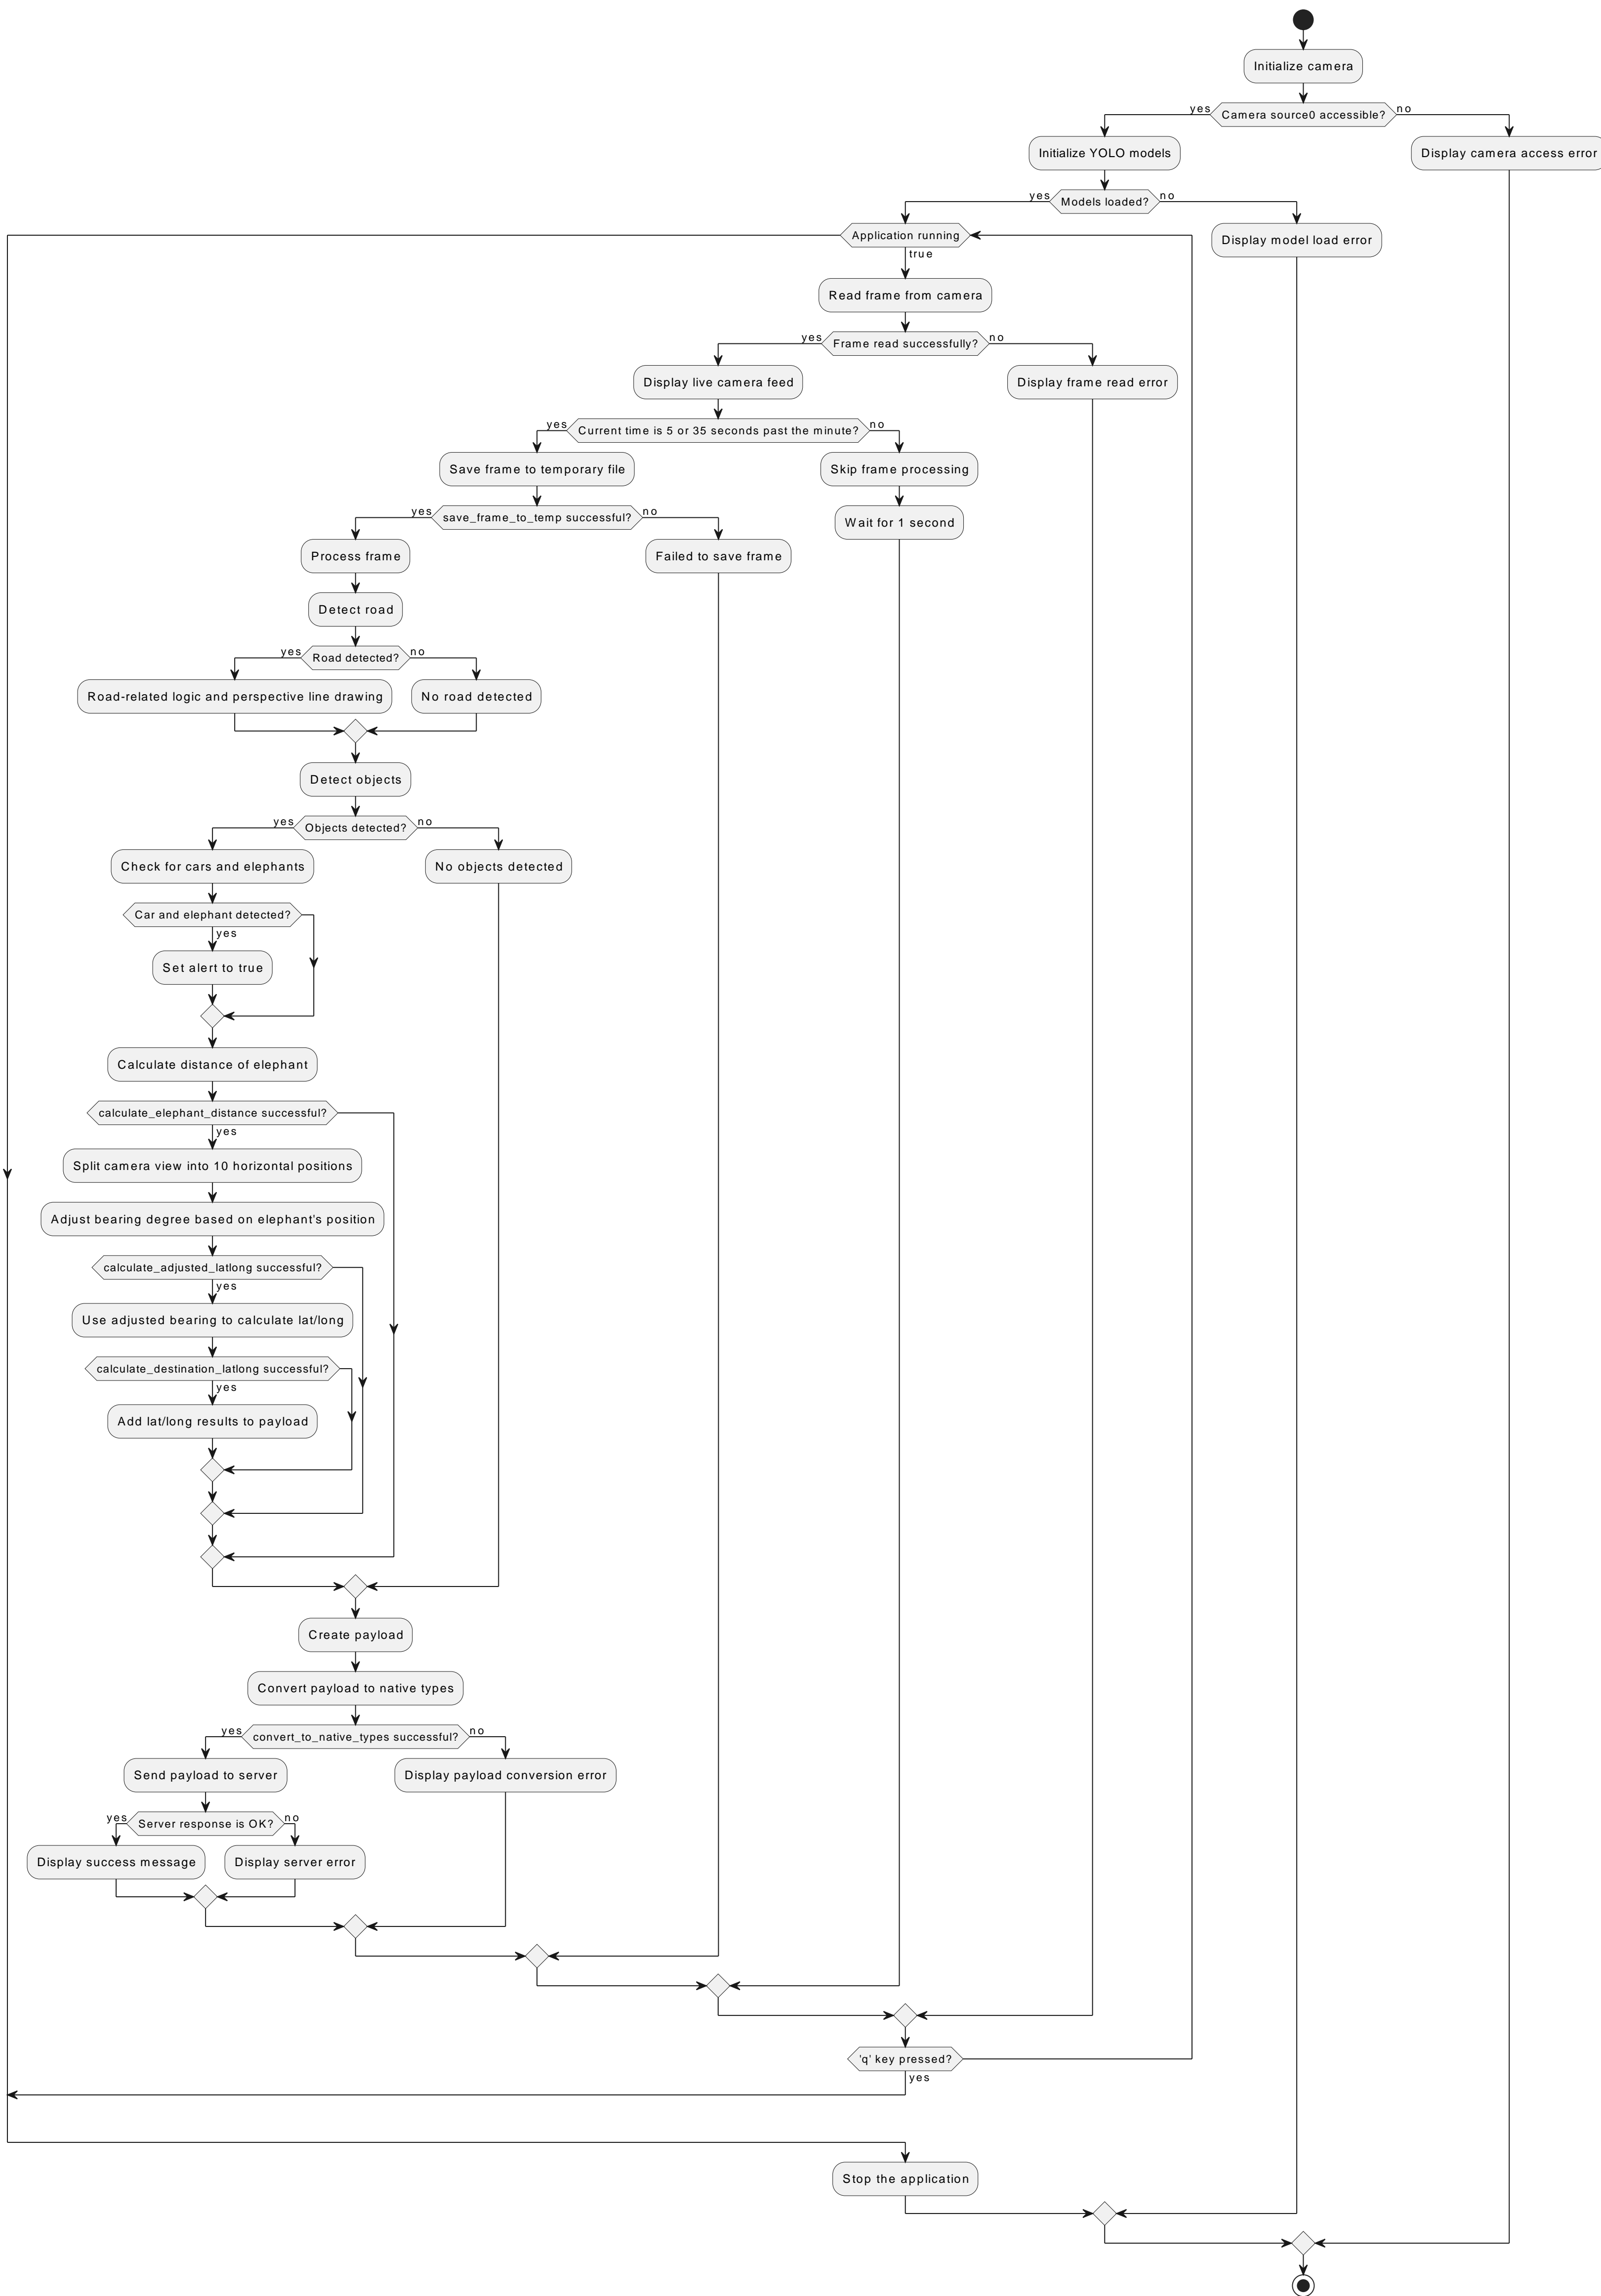 Initialize camera
yes
Camera source0 accessible?
no
Initialize YOLO models
Display camera access error
yes
Models loaded?
no
Application running
Display model load error
true
Read frame from camera
yes
Frame read successfully?
no
Display live camera feed
Display frame read error
yes
Current time is 5 or 35 seconds past the minute?
no
Save frame to temporary file
Skip frame processing
yes
save_frame_to_temp successful?
no
Wait for 1 second
Process frame
Failed to save frame
Detect road
yes
Road detected?
no
Road-related logic and perspective line drawing
No road detected
Detect objects
yes
Objects detected?
no
Check for cars and elephants
No objects detected
Car and elephant detected?
yes
Set alert to true
Calculate distance of elephant
calculate_elephant_distance successful?
yes
Split camera view into 10 horizontal positions
Adjust bearing degree based on elephant's position
calculate_adjusted_latlong successful?
yes
Use adjusted bearing to calculate lat/long
calculate_destination_latlong successful?
yes
Add lat/long results to payload
Create payload
Convert payload to native types
yes
convert_to_native_types successful?
no
Send payload to server
Display payload conversion error
yes
Server response is OK?
no
Display success message
Display server error
'q' key pressed?
yes
Stop the application